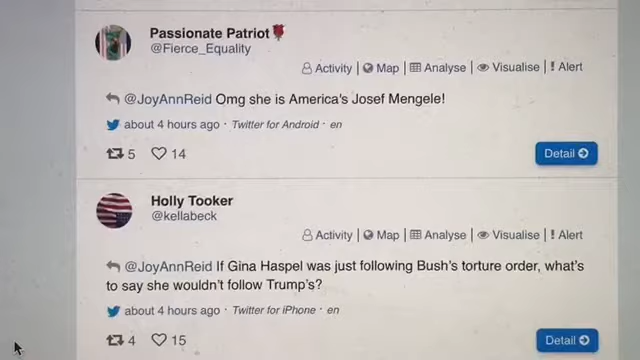 Passionate Patriot
@Fierce_Equality
Activity | Map | Analyse | Visualise | Alert
@JoyAnnReid Omg she is America's Josef Mengele!
about 4 hours ago · Twitter for Android · en
5 14
Detail
Holly Tooker
@kellabeck
Activity | Map | Analyse | Visualise | Alert
@JoyAnnReid If Gina Haspel was just following Bush's torture order, what's
to say she wouldn't follow Trump's?
about 4 hours ago · Twitter for iPhone · en
4 15
Detail